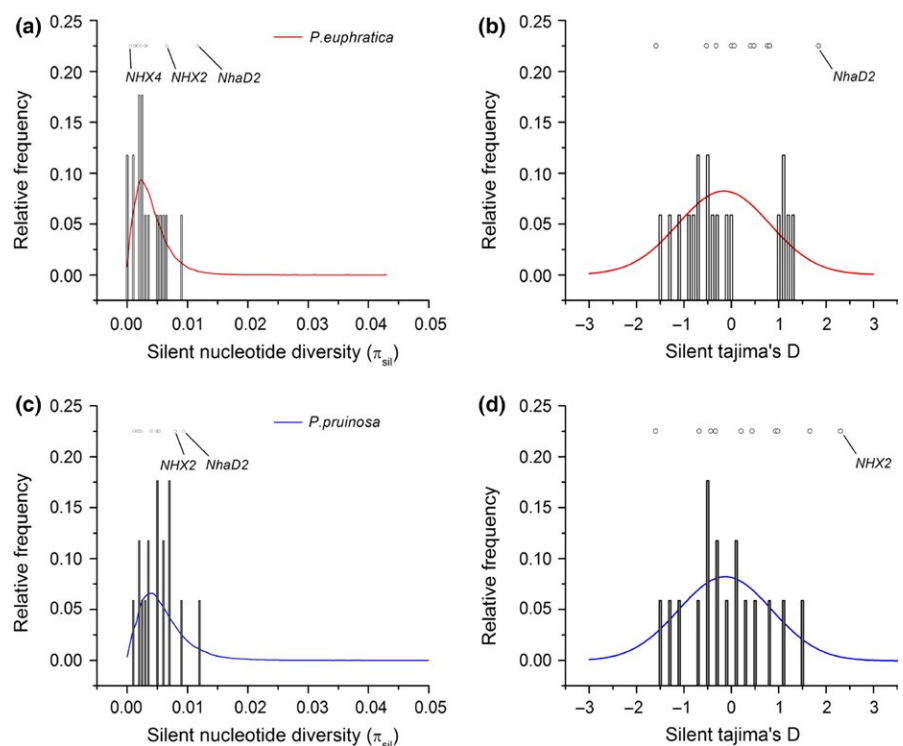 (a)
0.25
0.20
0.15
0.10
0.05
0.00
Relative frequency
P.euphratica
NHX4
NHX2
NhaD2
0.00 0.01 0.02 0.03 0.04 0.05
Silent nucleotide diversity (πsil)
(b)
0.25
0.20
0.15
0.10
0.05
0.00
Relative frequency
NhaD2
−3 −2 −1 0 1 2 3
Silent tajima's D
(c)
0.25
0.20
0.15
0.10
0.05
0.00
Relative frequency
P.pruinosa
NHX2
NhaD2
0.00 0.01 0.02 0.03 0.04 0.05
Silent nucleotide diversity (πsil)
(d)
0.25
0.20
0.15
0.10
0.05
0.00
Relative frequency
NHX2
−3 −2 −1 0 1 2 3
Silent tajima's D